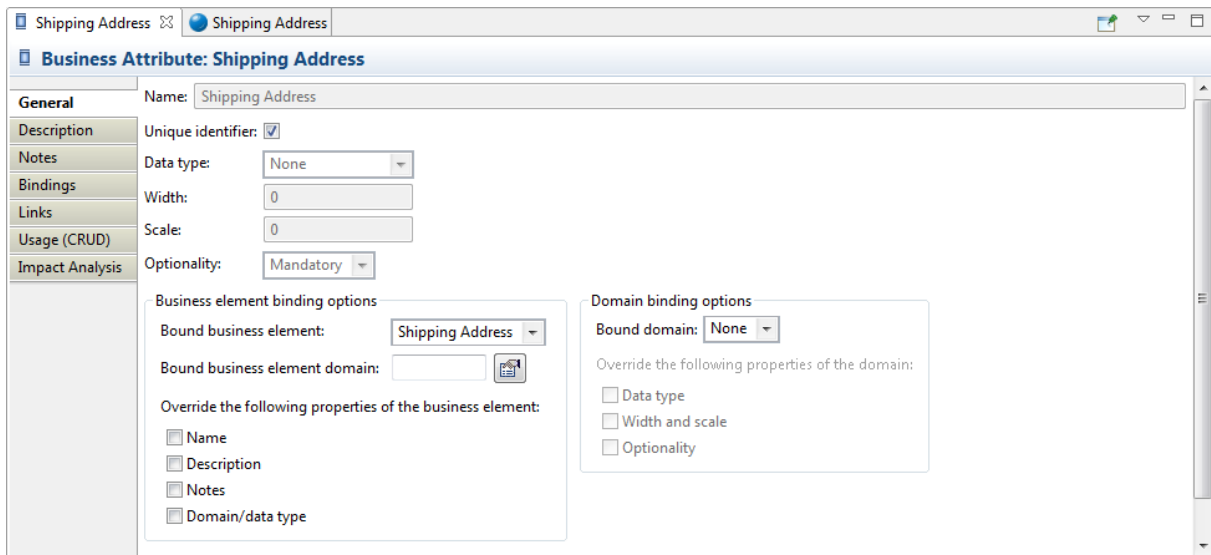 Shipping Address Shipping Address
Business Attribute: Shipping Address
General
Description
Notes
Bindings
Links
Usage (CRUD)
Impact Analysis
Name: Shipping Address
Unique identifier:
Data type: None
Width: 0
Scale: 0
Optionality: Mandatory
Business element binding options
Bound business element: Shipping Address
Bound business element domain:
Override the following properties of the business element:
Name
Description
Notes
Domain/data type
Domain binding options
Bound domain: None
Override the following properties of the domain:
Data type
Width and scale
Optionality